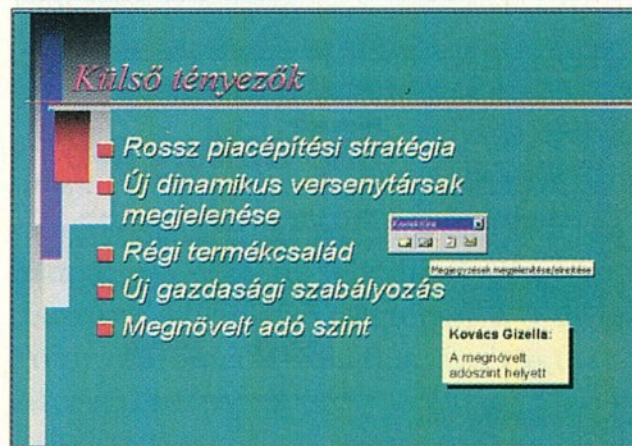 Külső tényezők
Rossz piacépítési stratégia
Új dinamikus versenytársak
megjelenése
Régi termékcsalád
Megjegyzések megjelenítése/elrejtése
Új gazdasági szabályozás
Megnövelt adó szint
Kovács Gizella:
A megnövelt
adószint helyett